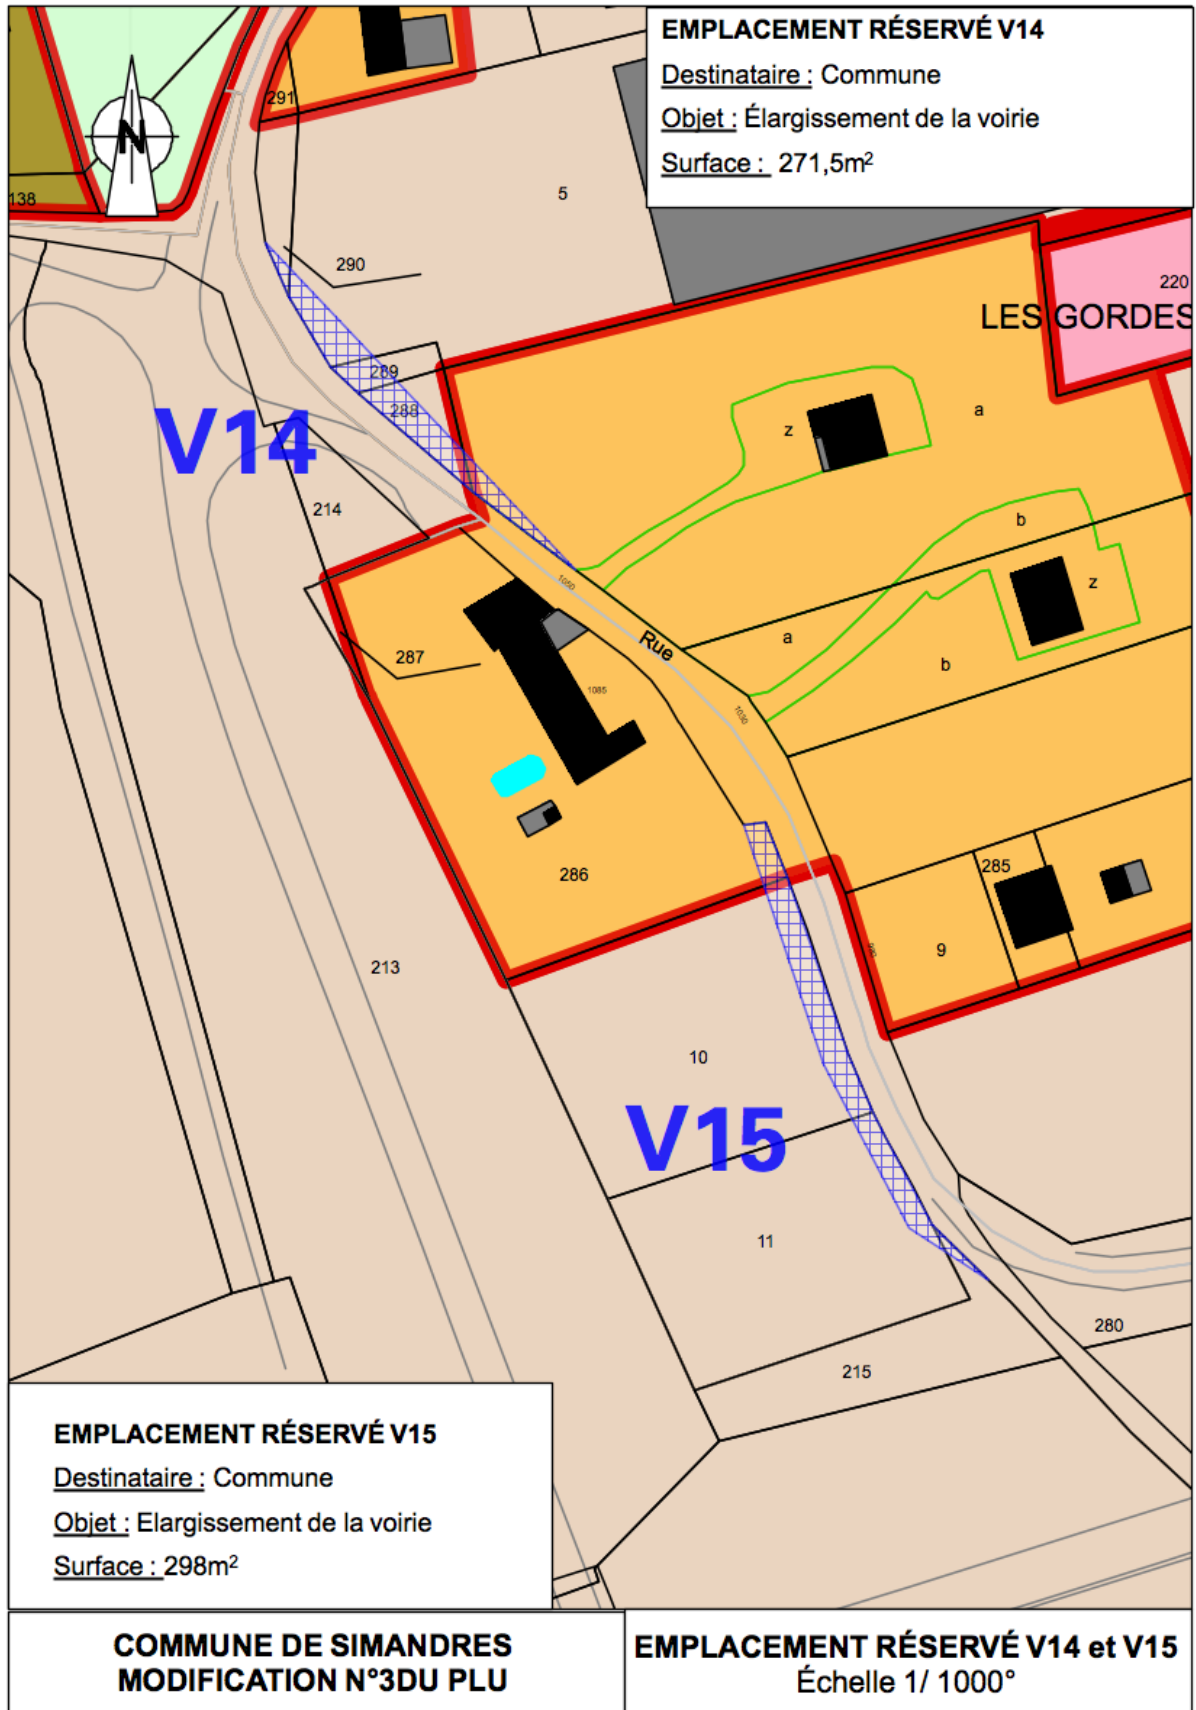 EMPLACEMENT RÉSERVÉ V14
Destinataire : Commune
Objet : Élargissement de la voirie
Surface : 271,5m²
N
291
138
5
290
220
LES GORDES
289
288
V14
z
a
214
b
z
1050
Rue
a
287
b
1085
1030
286
285
9
213
10
V15
11
280
215
EMPLACEMENT RÉSERVÉ V15
Destinataire : Commune
Objet : Elargissement de la voirie
Surface : 298m²
COMMUNE DE SIMANDRES
MODIFICATION N°3DU PLU
EMPLACEMENT RÉSERVÉ V14 et V15
Échelle 1/ 1000°